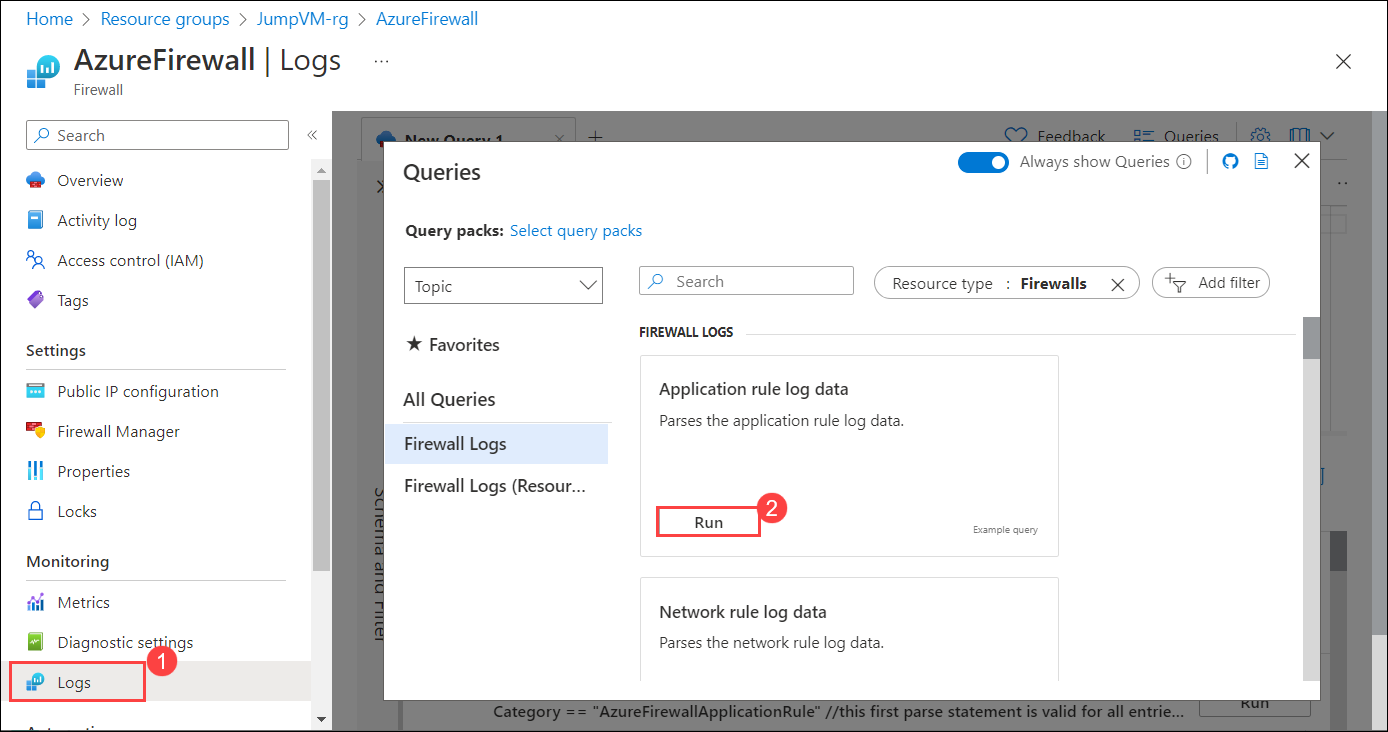 Home > Resource groups > JumpVM-rg > AzureFirewall
AzureFirewall | Logs ...
Firewall
Search «
Overview
Activity log
Access control (IAM)
Tags
Settings
Public IP configuration
Firewall Manager
Properties
Locks
Monitoring
Metrics
Diagnostic settings
1
Logs
New Query 1
Feedback
Queries
Queries
Always show Queries
Query packs: Select query packs
Topic
Search
Resource type : Firewalls
Add filter
Favorites
All Queries
Firewall Logs
Firewall Logs (Resour...
FIREWALL LOGS
Application rule log data
Parses the application rule log data.
Run
2
Example query
Network rule log data
Parses the network rule log data.
Schema and Filter
Category == "AzureFirewallApplicationRule" //this first parse statement is valid for all entrie...
Run